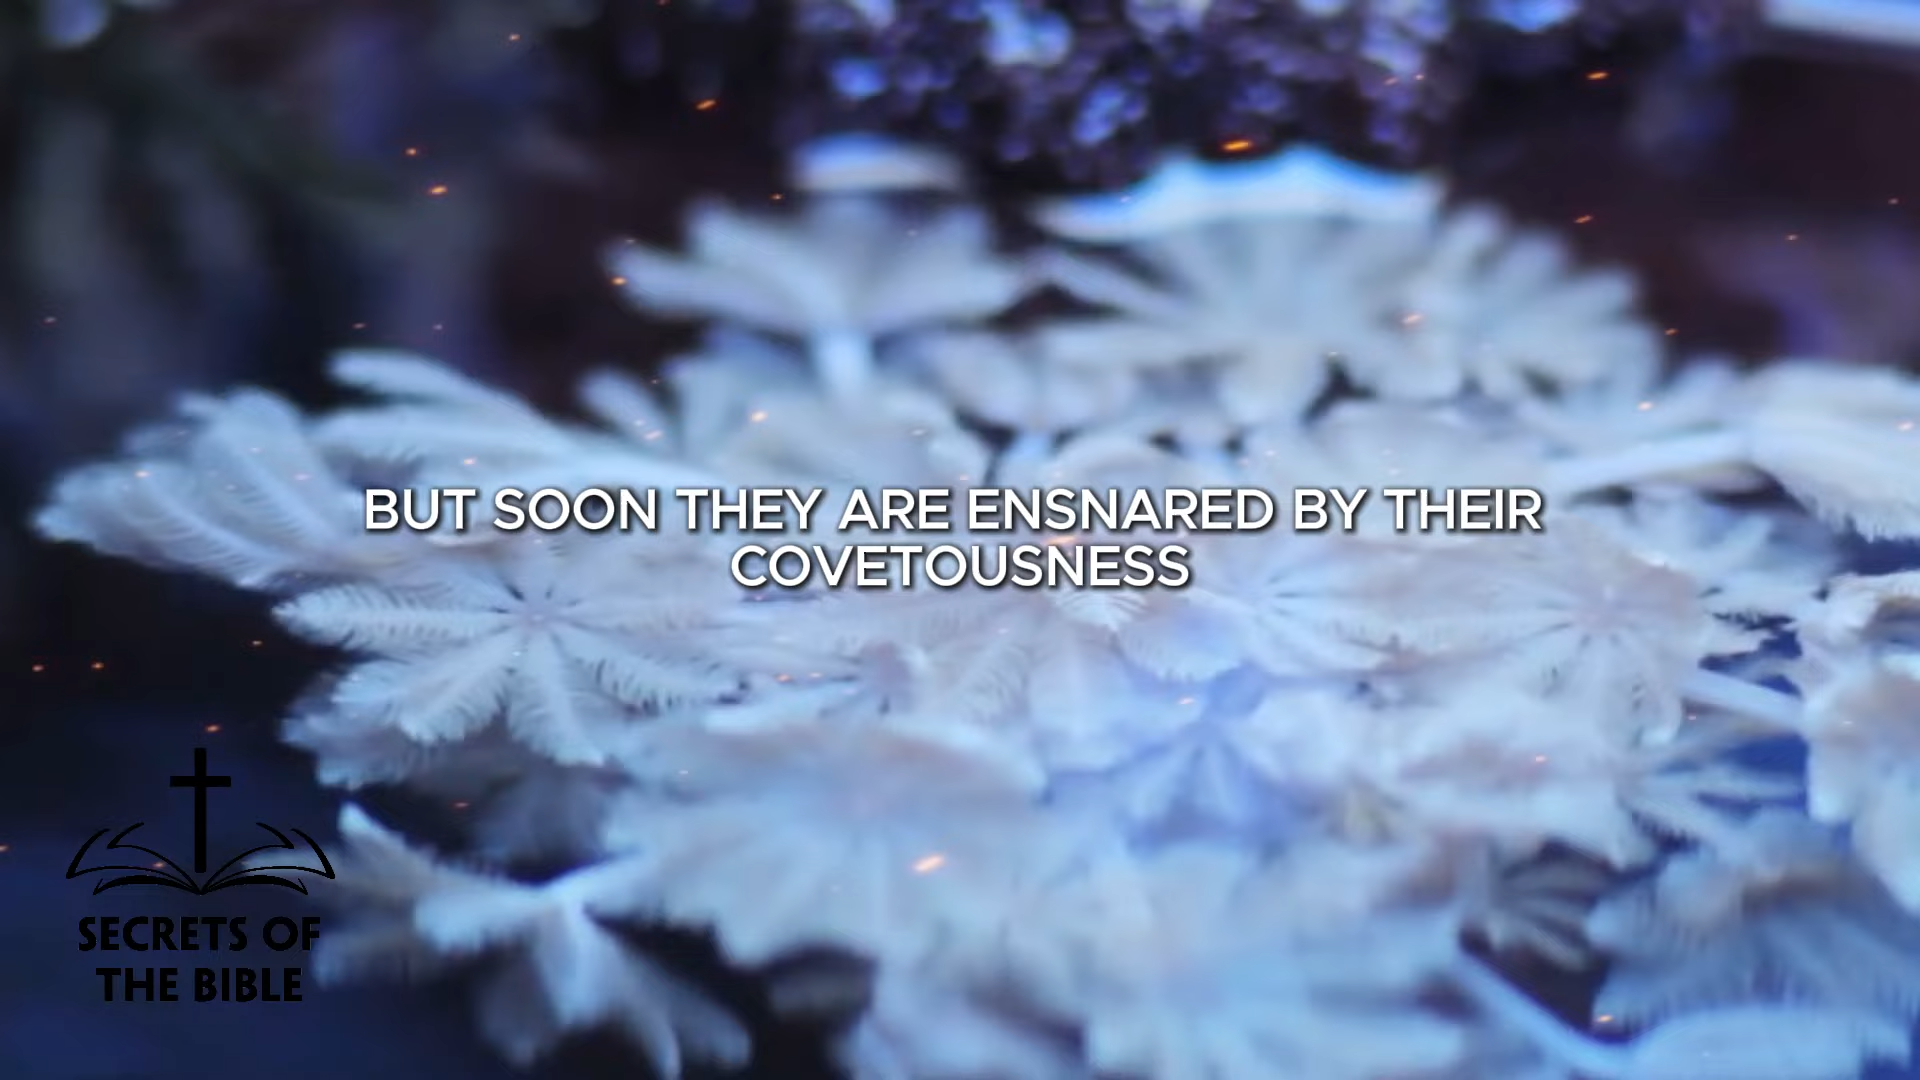 BUT SOON THEY ARE ENSNARED BY THEIR
COVETOUSNESS
SECRETS OF
THE BIBLE